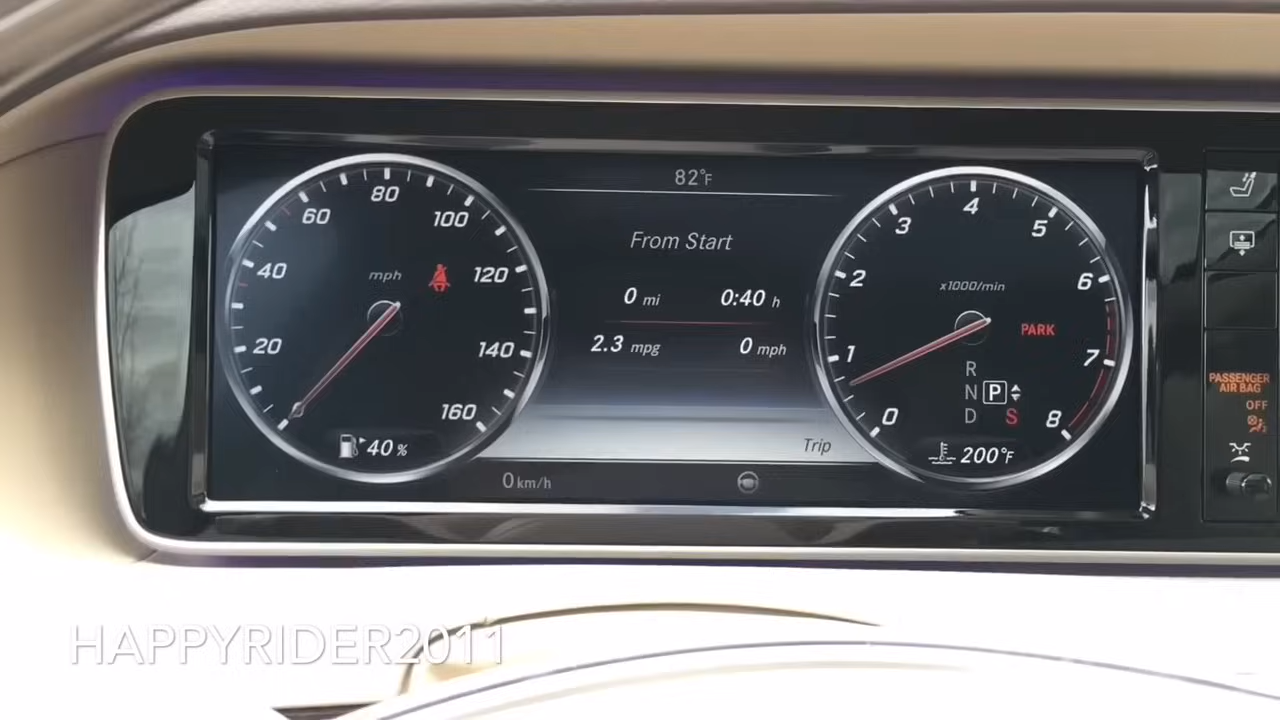 82°F
80
60
100
40
mph
120
20
140
160
40 %
From Start
0 mi
0:40 h
2.3 mpg
0 mph
Trip
0 km/h
4
3
5
2
6
x1000/min
1
PARK
7
R
N P
D S
0
8
200°F
PASSENGER
AIR BAG
OFF
HAPPYRIDER2011